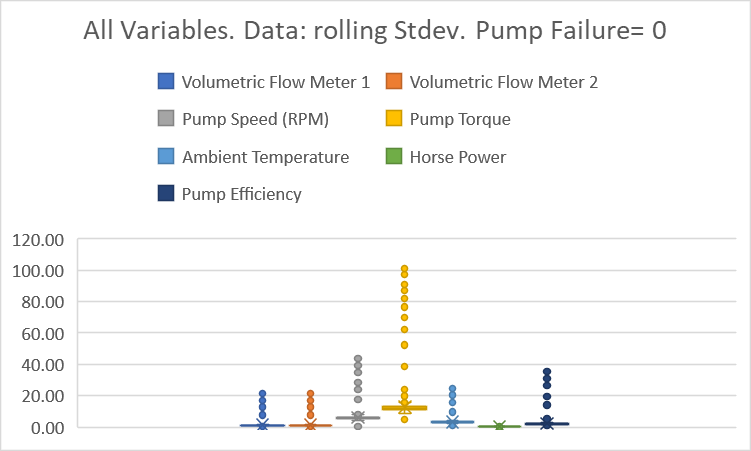 All Variables. Data: rolling Stdev. Pump Failure= 0
Volumetric Flow Meter 1
Volumetric Flow Meter 2
Pump Speed (RPM)
Pump Torque
Ambient Temperature
Horse Power
Pump Efficiency
120.00
100.00
80.00
60.00
40.00
20.00
0.00